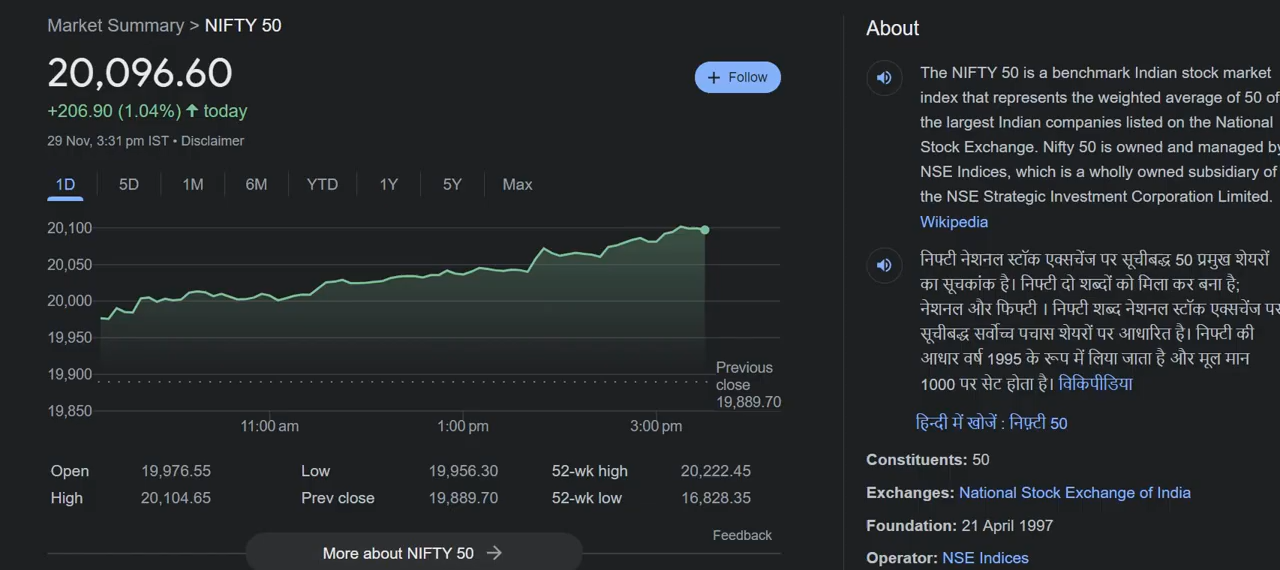 Market Summary > NIFTY 50
20,096.60
+206.90 (1.04%) ↑ today
29 Nov, 3:31 pm IST • Disclaimer
+ Follow
1D 5D 1M 6M YTD 1Y 5Y Max
20,100
20,050
20,000
19,950
19,900
19,850
Previous
close
19,889.70
11:00 am 1:00 pm 3:00 pm
Open 19,976.55 Low 19,956.30 52-wk high 20,222.45
High 20,104.65 Prev close 19,889.70 52-wk low 16,828.35
Feedback
More about NIFTY 50 →
About
The NIFTY 50 is a benchmark Indian stock market
index that represents the weighted average of 50 of
the largest Indian companies listed on the National
Stock Exchange. Nifty 50 is owned and managed by
NSE Indices, which is a wholly owned subsidiary of
the NSE Strategic Investment Corporation Limited.
Wikipedia
निफ्टी नेशनल स्टॉक एक्सचेंज पर सूचीबद्ध 50 प्रमुख शेयरों
का सूचकांक है। निफ्टी दो शब्दों को मिला कर बना है;
नेशनल और फिफ्टी । निफ्टी शब्द नेशनल स्टॉक एक्सचेंज पर
सूचीबद्ध सर्वोच्च पचास शेयरों पर आधारित है। निफ्टी की
आधार वर्ष 1995 के रूप में लिया जाता है और मूल मान
1000 पर सेट होता है। विकिपीडिया
हिन्दी में खोजें : निफ़्टी 50
Constituents: 50
Exchanges: National Stock Exchange of India
Foundation: 21 April 1997
Operator: NSE Indices